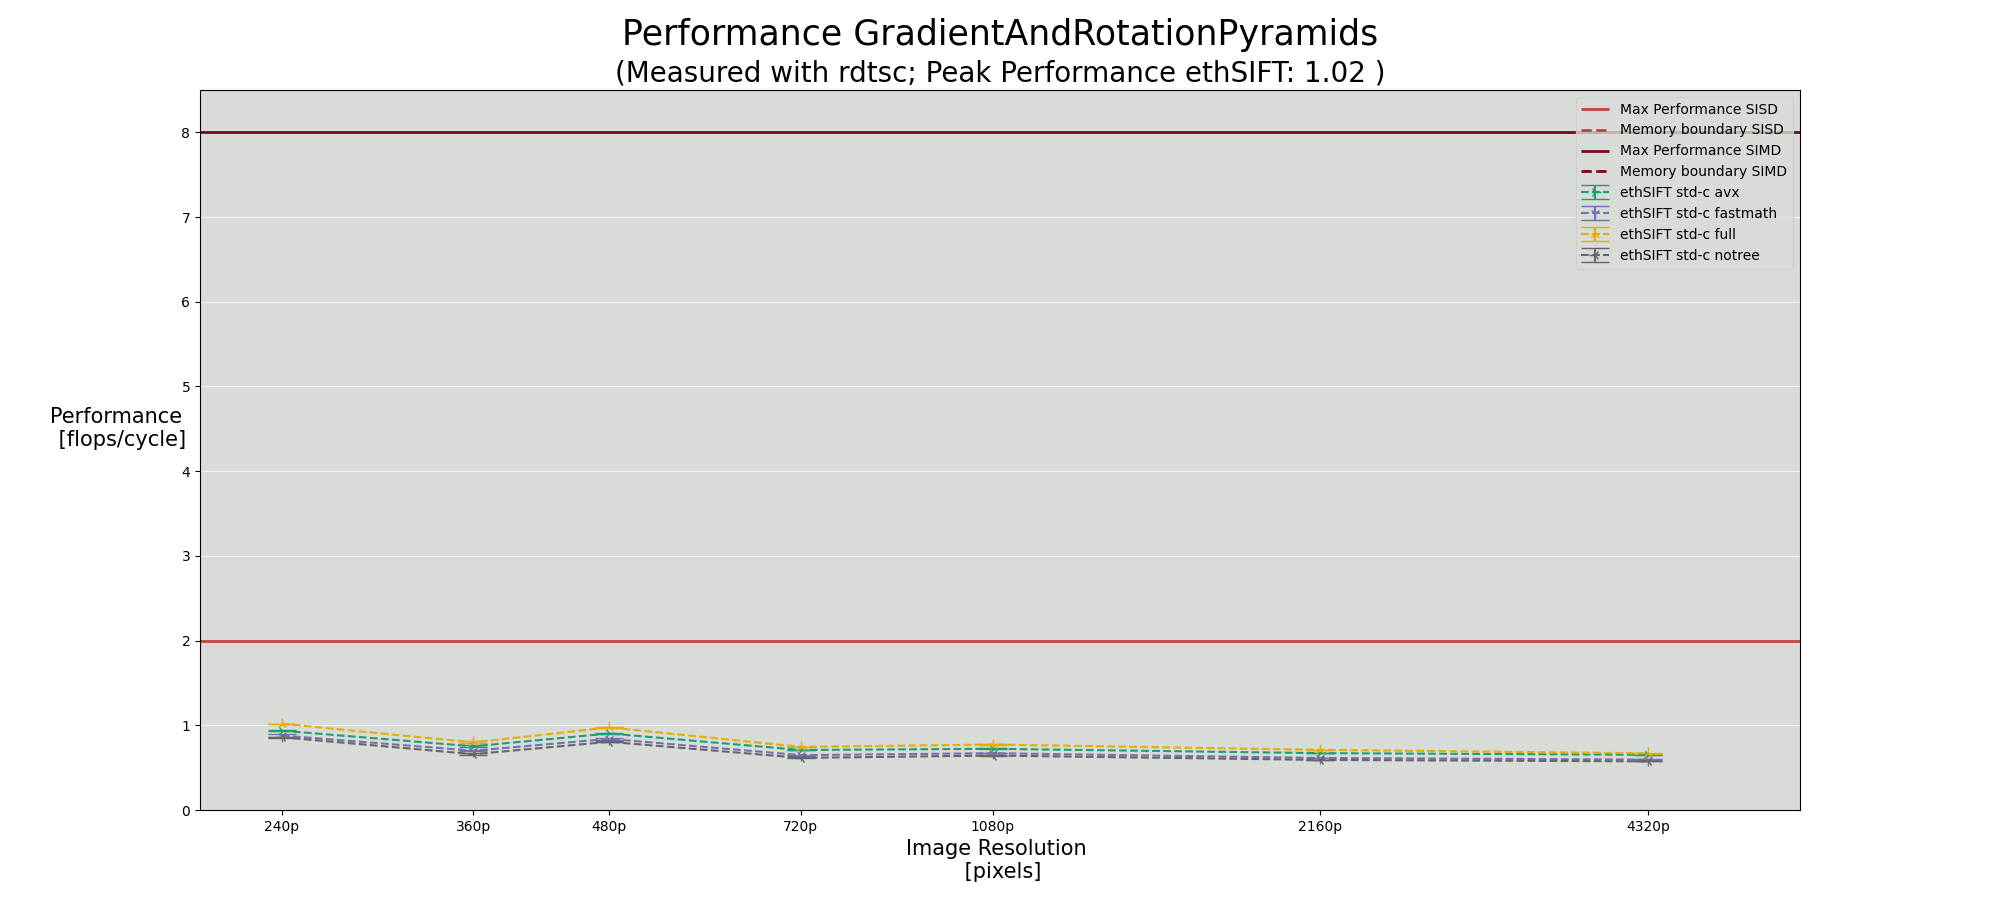 Performance GradientAndRotationPyramids
(Measured with rdtsc; Peak Performance ethSIFT: 1.02 )
Max Performance SISD
Memory boundary SISD
Max Performance SIMD
Memory boundary SIMD
ethSIFT std-c avx
ethSIFT std-c fastmath
ethSIFT std-c full
ethSIFT std-c notree
8
7
6
5
4
3
2
1
0
Performance
[flops/cycle]
240p 360p 480p 720p 1080p 2160p 4320p
Image Resolution
[pixels]